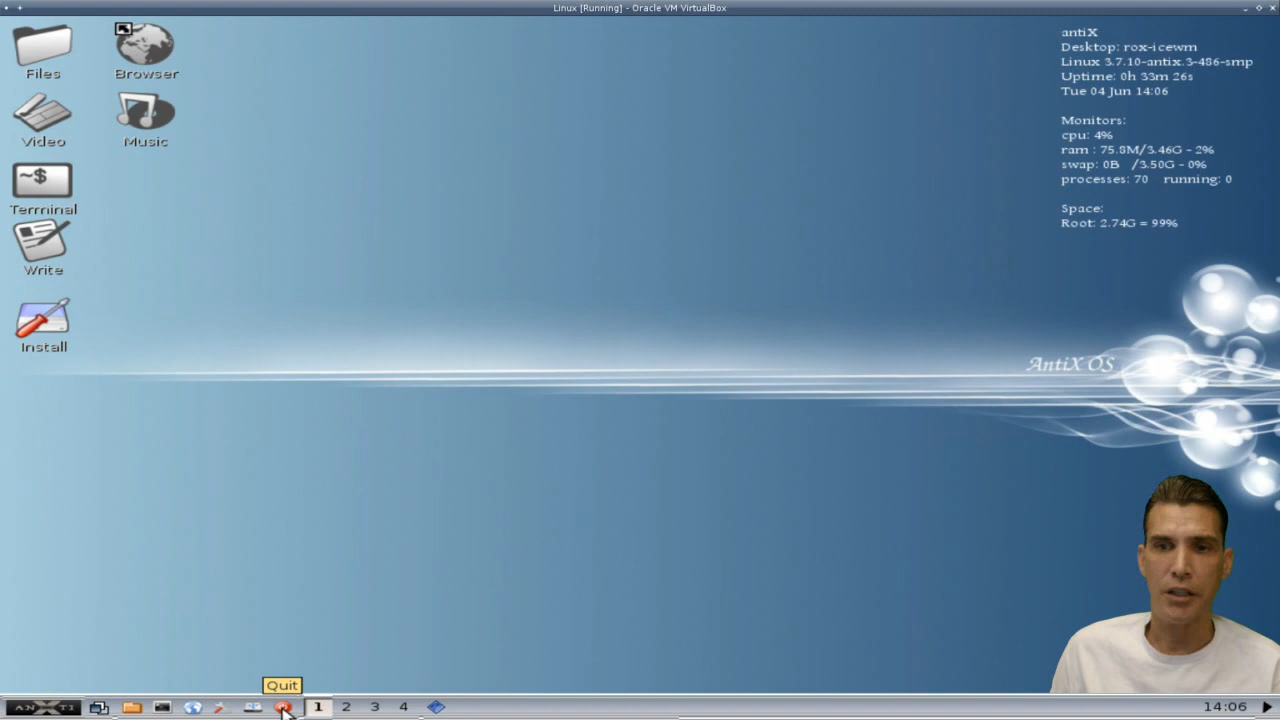 Linux [Running] - Oracle VM VirtualBox
Files
Browser
Video
Music
~$
Terminal
Write
Install
antiX
Desktop: rox-icewm
Linux 3.7.10-antix.3-486-smp
Uptime: 0h 33m 26s
Tue 04 Jun 14:06
Monitors:
cpu: 4%
ram : 75.8M/3.46G - 2%
swap: 0B /3.50G - 0%
processes: 70 running: 0
Space:
Root: 2.74G = 99%
AntiX OS
Quit
ANXTI 1 2 3 4 14:06